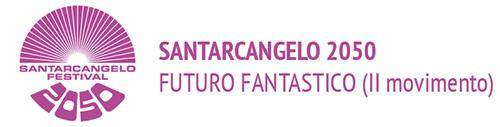 SANTARCANGELO
FESTIVAL
2050
SANTARCANGELO 2050
FUTURO FANTASTICO (II movimento)